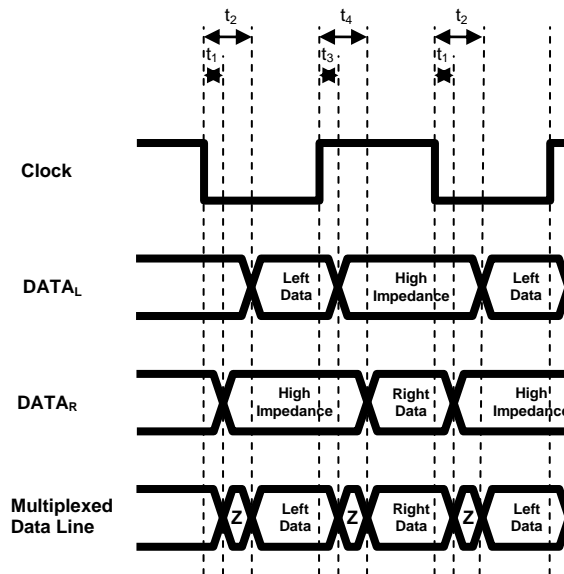 t2 t4 t2
t1 t3 t1
Clock
DATAL Left Data High Impedance Left Data
DATAR High Impedance Right Data High Impedance
Multiplexed Data Line Z Left Data Z Right Data Z Left Data